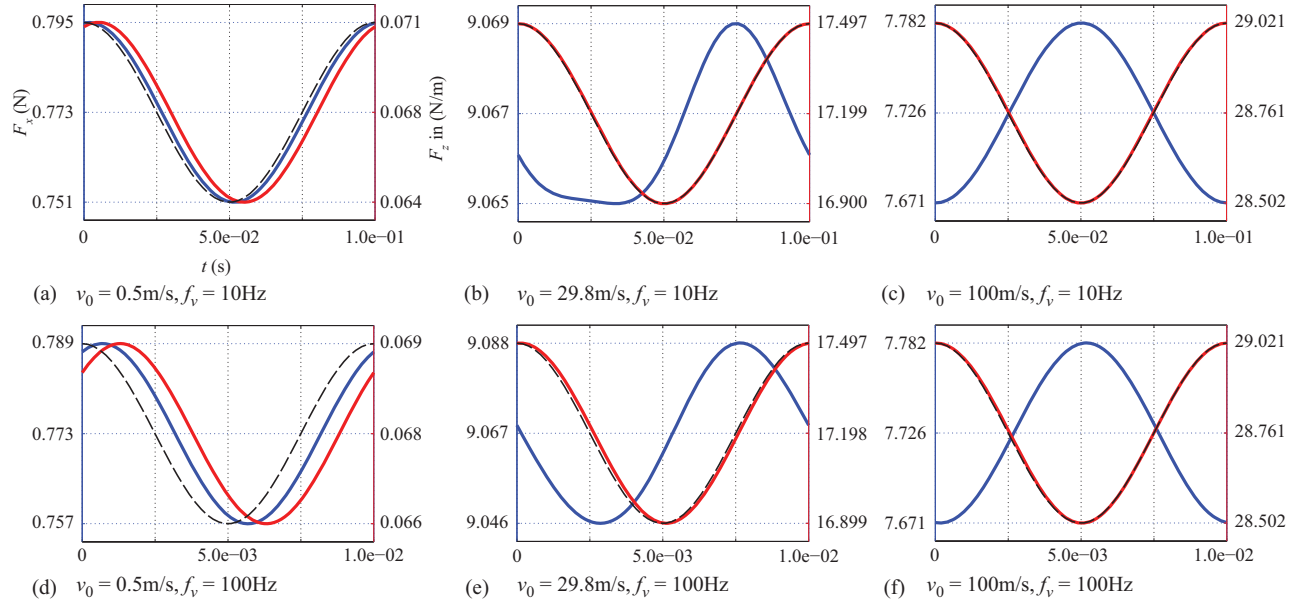 0.795 0.071 9.069 17.497 7.782 29.021
F_x (N) F_z in (N/m)
0.773 0.068 9.067 17.199 7.726 28.761
0.751 0.064 9.065 16.900 7.671 28.502
0 5.0e−02 1.0e−01 0 5.0e−02 1.0e−01 0 5.0e−02 1.0e−01
t (s)
(a) v_0 = 0.5m/s, f_v = 10Hz (b) v_0 = 29.8m/s, f_v = 10Hz (c) v_0 = 100m/s, f_v = 10Hz
0.789 0.069 9.088 17.497 7.782 29.021
0.773 0.068 9.067 17.198 7.726 28.761
0.757 0.066 9.046 16.899 7.671 28.502
0 5.0e−03 1.0e−02 0 5.0e−03 1.0e−02 0 5.0e−03 1.0e−02
(d) v_0 = 0.5m/s, f_v = 100Hz (e) v_0 = 29.8m/s, f_v = 100Hz (f) v_0 = 100m/s, f_v = 100Hz